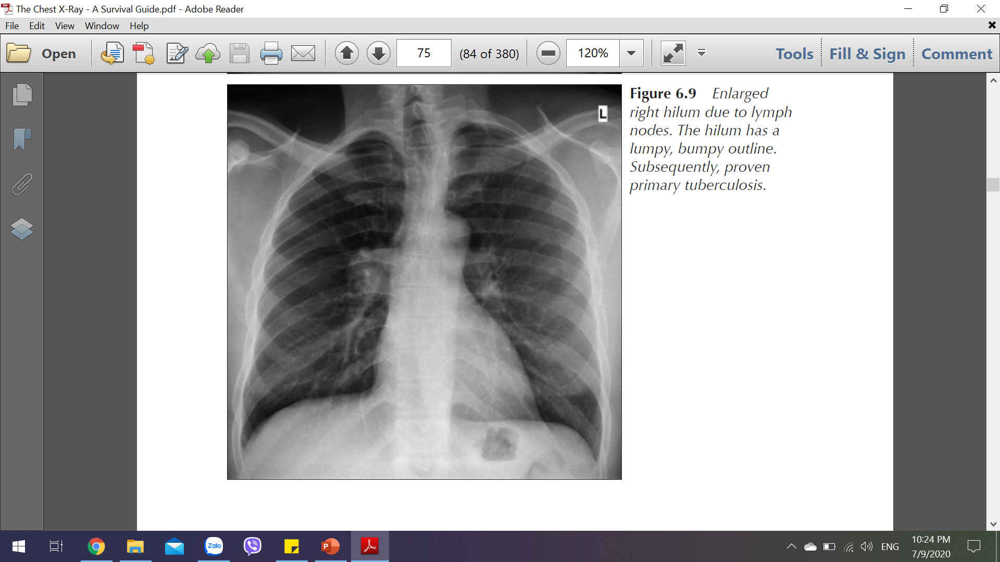 The Chest X-Ray - A Survival Guide.pdf - Adobe Reader
File Edit View Window Help
Open 75 (84 of 380) 120% Tools Fill & Sign Comment
L
Figure 6.9 Enlarged
right hilum due to lymph
nodes. The hilum has a
lumpy, bumpy outline.
Subsequently, proven
primary tuberculosis.
Zalo
P
ENG
10:24 PM
7/9/2020